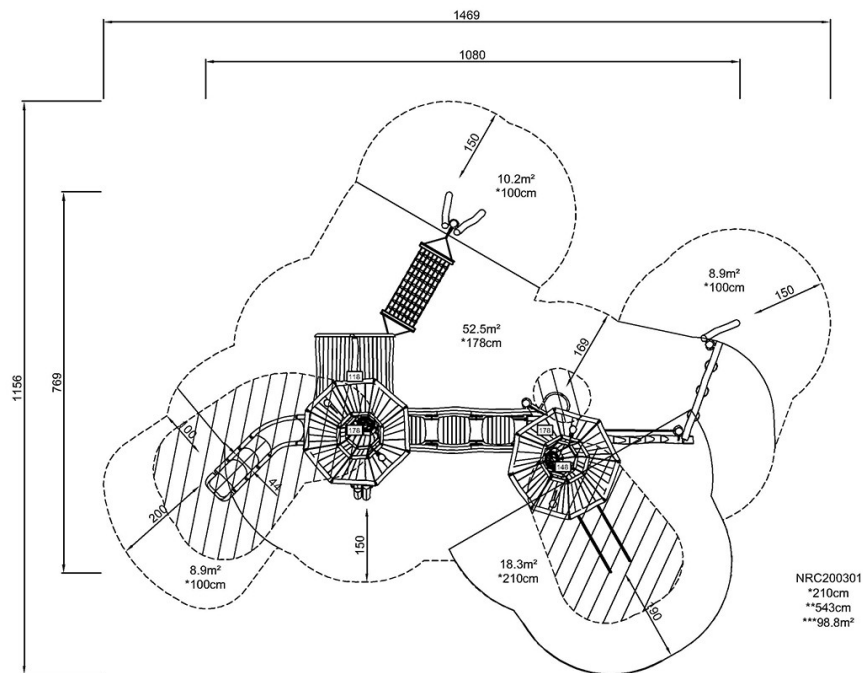 1469
1080
150
10.2m²
*100cm
8.9m²
*100cm
150
52.5m²
*178cm
169
1156
769
118
178
178
148
100
44
200
150
8.9m²
*100cm
18.3m²
*210cm
190
NRC200301
*210cm
**543cm
***98.8m²